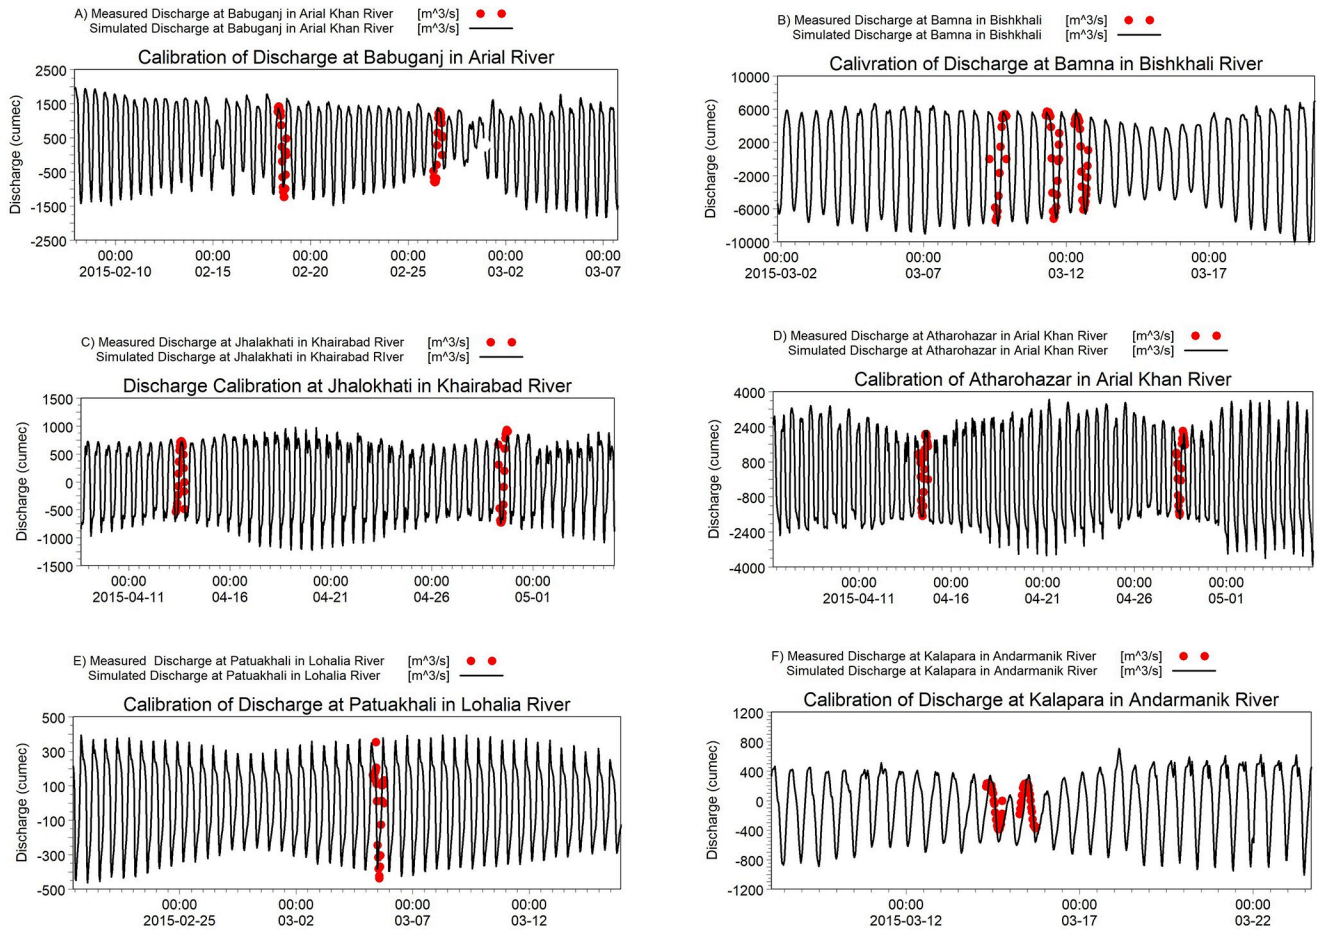 A) Measured Discharge at Babuganj in Arial Khan River [m^3/s]
Simulated Discharge at Babuganj in Arial Khan River [m^3/s]
Calibration of Discharge at Babuganj in Arial River
Discharge (cumec)
2500
1500
500
-500
-1500
-2500
00:00 00:00 00:00 00:00 00:00 00:00
2015-02-10 02-15 02-20 02-25 03-02 03-07
B) Measured Discharge at Bamna in Bishkhali [m^3/s]
Simulated Discharge at Bamna in Bishkhali [m^3/s]
Calivration of Discharge at Bamna in Bishkhali River
Discharge (cumec)
10000
6000
2000
-2000
-6000
-10000
00:00 00:00 00:00 00:00
2015-03-02 03-07 03-12 03-17
C) Measured Discharge at Jhalakhati in Khairabad River [m^3/s]
Simulated Discharge at Jhalakhati in Khairabad RIver [m^3/s]
Discharge Calibration at Jhalokhati in Khairabad River
Discharge (cumec)
1500
1000
500
0
-500
-1000
-1500
00:00 00:00 00:00 00:00 00:00
2015-04-11 04-16 04-21 04-26 05-01
D) Measured Discharge at Atharohazar in Arial Khan River [m^3/s]
Simulated Discharge at Atharohazar in Arial Khan River [m^3/s]
Calibration of Atharohazar in Arial Khan River
Discharge (cumec)
4000
2400
800
-800
-2400
-4000
00:00 00:00 00:00 00:00 00:00
2015-04-11 04-16 04-21 04-26 05-01
E) Measured Discharge at Patuakhali in Lohalia River [m^3/s]
Simulated Discharge at Patuakhali in Lohalia River [m^3/s]
Calibration of Discharge at Patuakhali in Lohalia River
Discharge (cumec)
500
300
100
-100
-300
-500
00:00 00:00 00:00 00:00
2015-02-25 03-02 03-07 03-12
F) Measured Discharge at Kalapara in Andarmanik River [m^3/s]
Simulated Discharge at Kalapara in Andarmanik River [m^3/s]
Calibration of Discharge at Kalapara in Andarmanik River
Discharge (cumec)
1200
800
400
0
-400
-800
-1200
00:00 00:00 00:00
2015-03-12 03-17 03-22